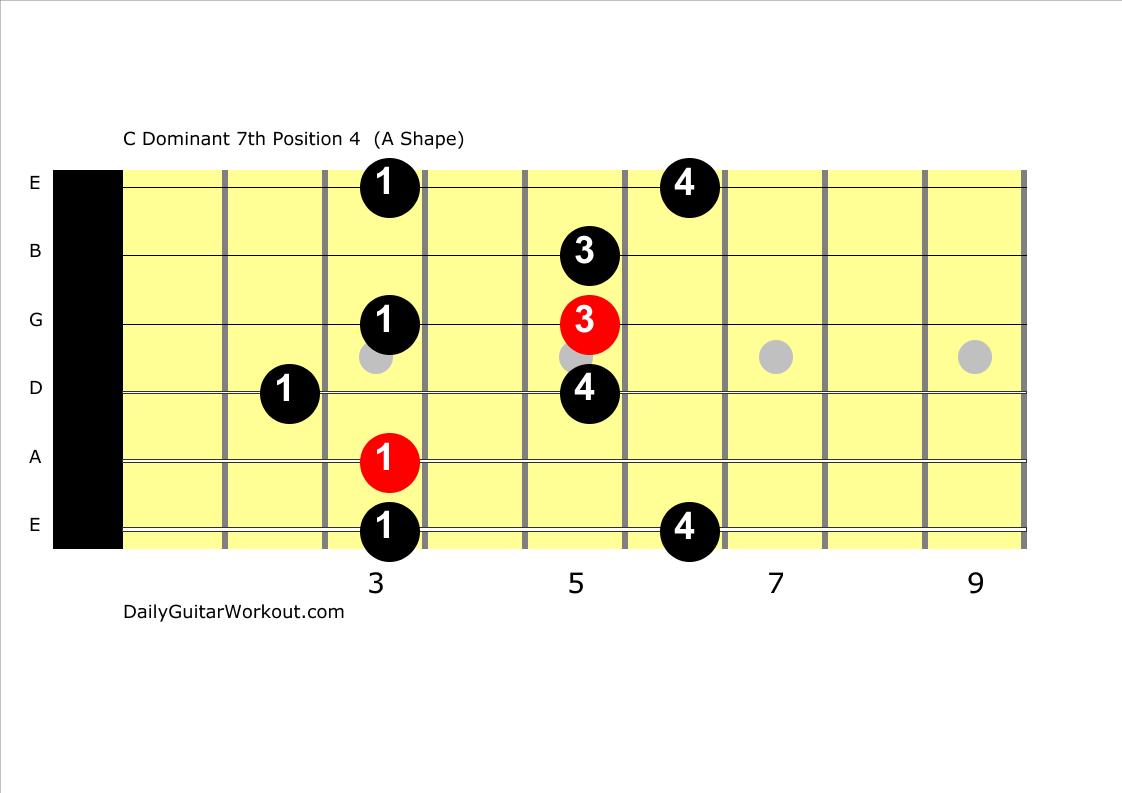 C Dominant 7th Position 4 (A Shape)
E 1 4
B 3
G 1 3
D 1 4
A 1
E 1 4
3 5 7 9
DailyGuitarWorkout.com